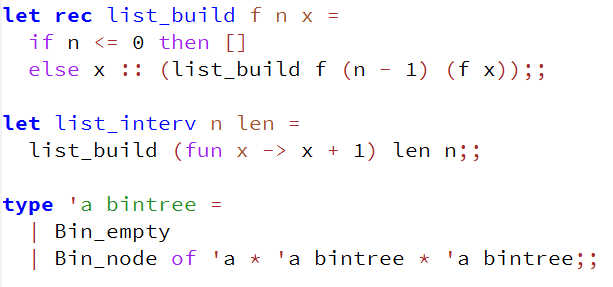 let rec list_build f n x =
  if n <= 0 then []
  else x :: (list_build f (n - 1) (f x));;
let list_interv n len =
  list_build (fun x -> x + 1) len n;;
type 'a bintree =
  | Bin_empty
  | Bin_node of 'a * 'a bintree * 'a bintree;;